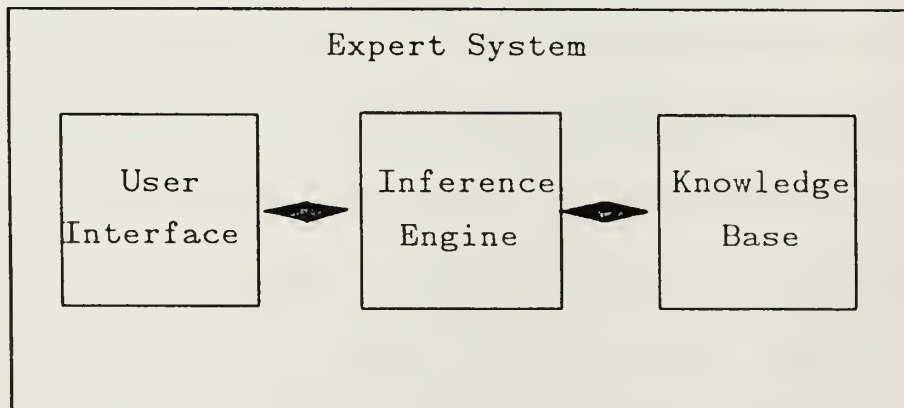 Expert System
User
Interface
Inference
Engine
Knowledge
Base